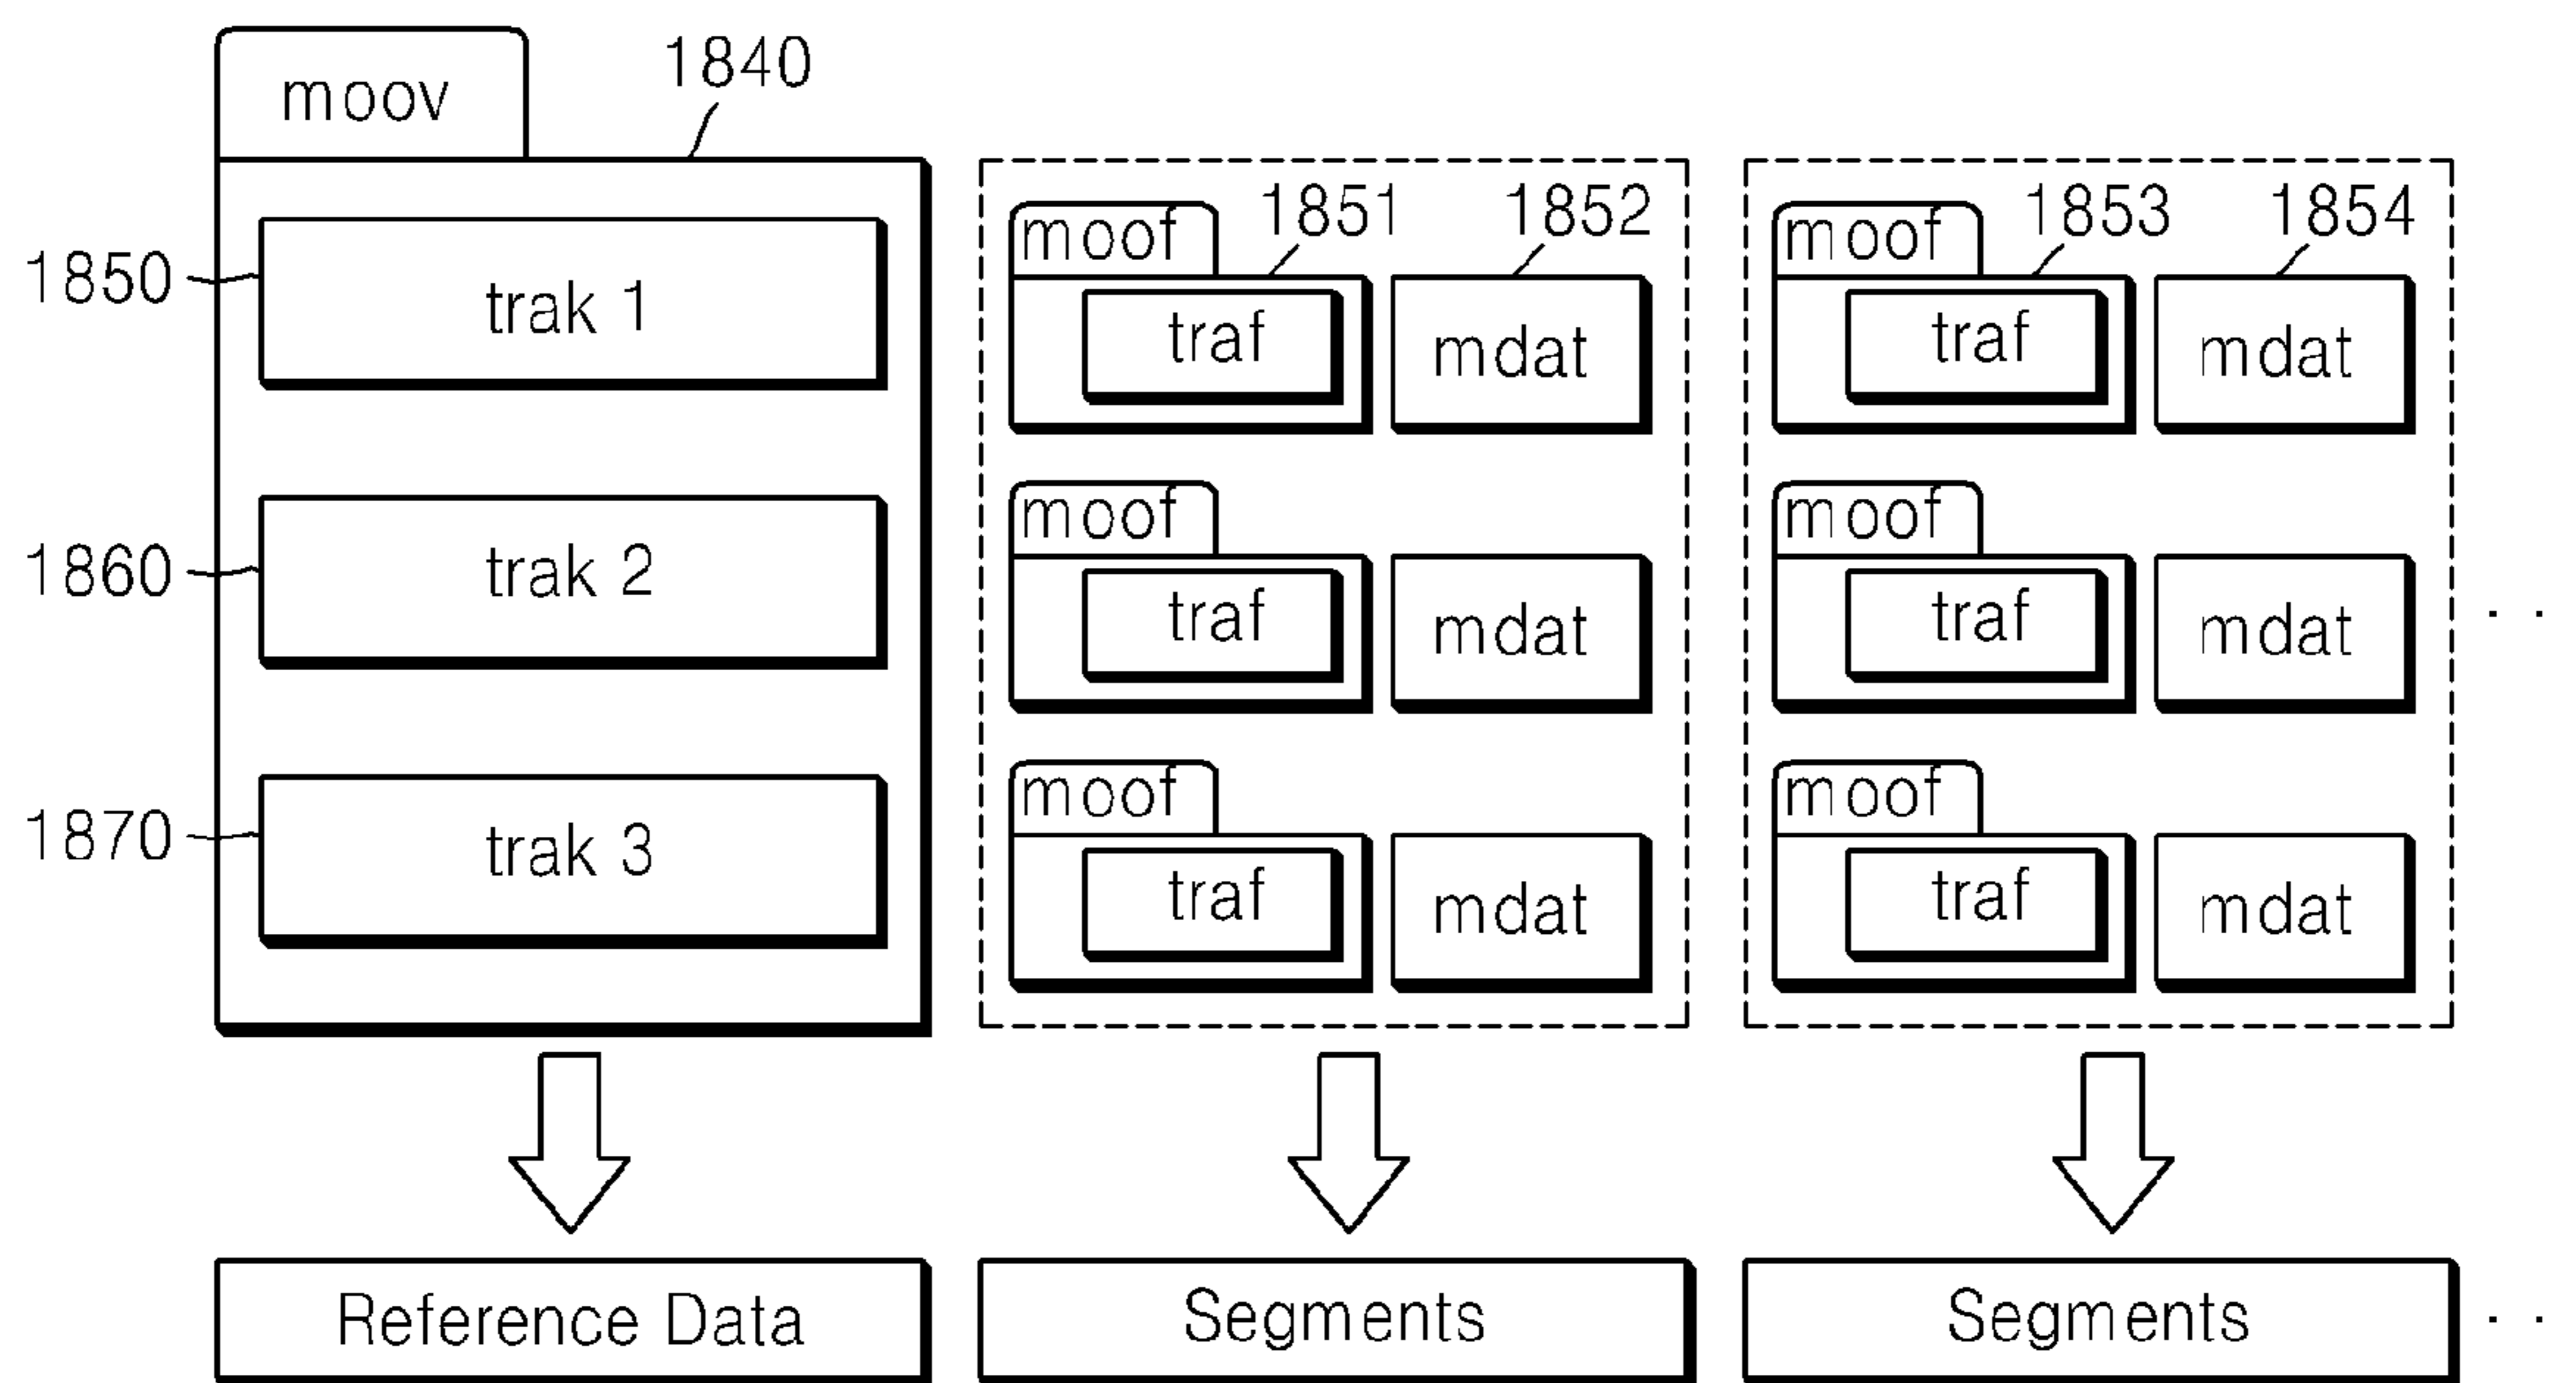 moov
1840
1850
trak 1
1860
trak 2
1870
trak 3
moof
1851
1852
traf
mdat
moof
traf
mdat
moof
traf
mdat
moof
1853
1854
traf
mdat
moof
traf
mdat
moof
traf
mdat
. .
Reference Data
Segments
Segments
. .